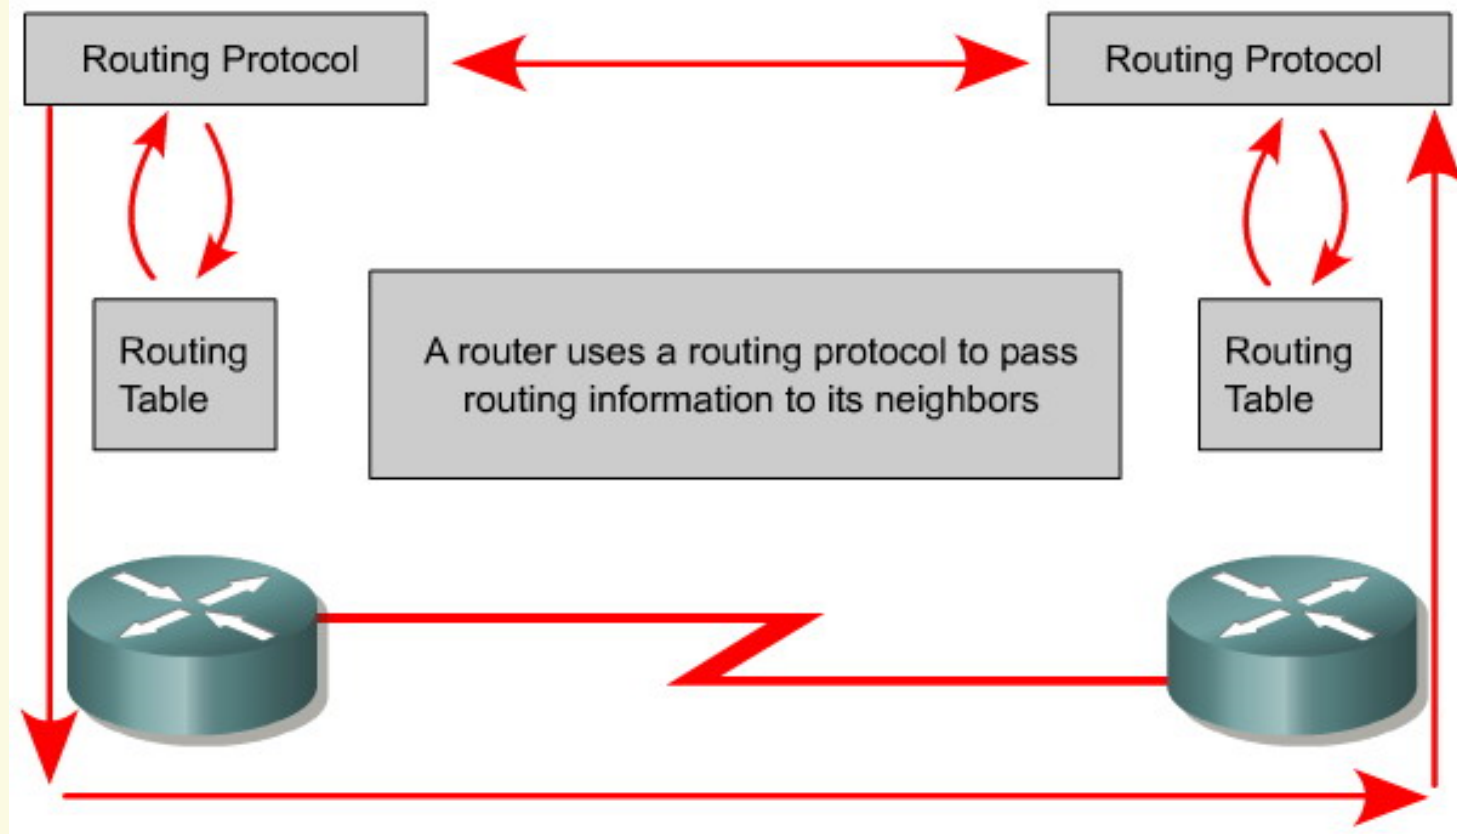 Routing Protocol
Routing Protocol
Routing
Table
A router uses a routing protocol to pass
routing information to its neighbors
Routing
Table